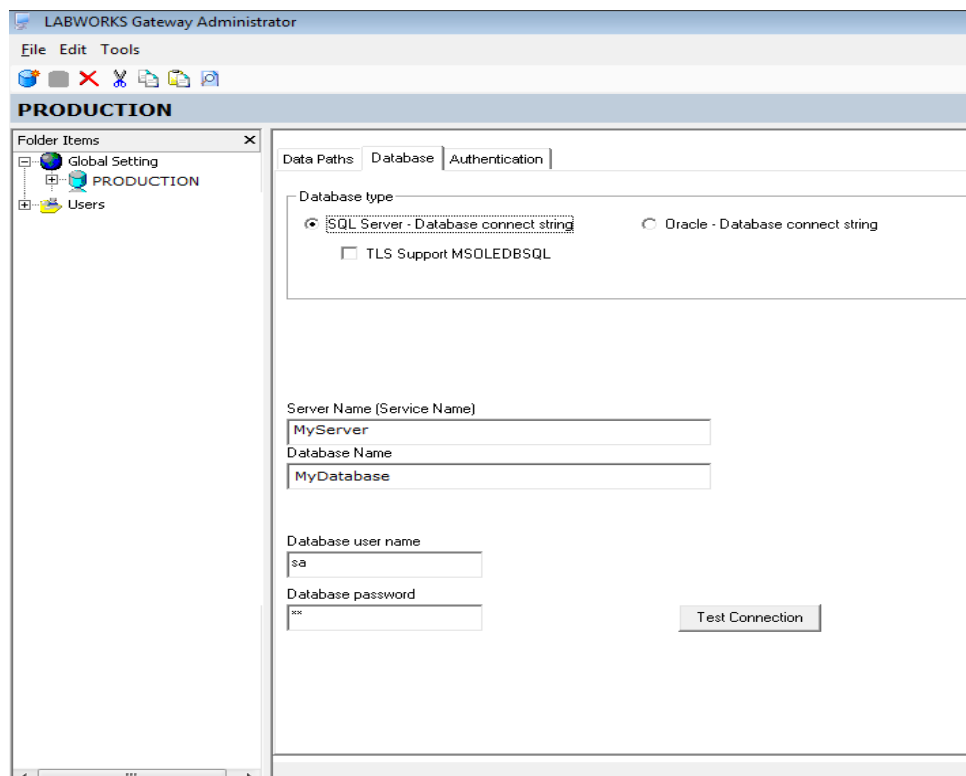 LABWORKS Gateway Administrator
File Edit Tools
PRODUCTION
Folder Items
Global Setting
PRODUCTION
Users
Data Paths Database Authentication
Database type
SQL Server - Database connect string Oracle - Database connect string
TLS Support MSOLEDBSQL
Server Name (Service Name)
MyServer
Database Name
MyDatabase
Database user name
sa
Database password
**
Test Connection